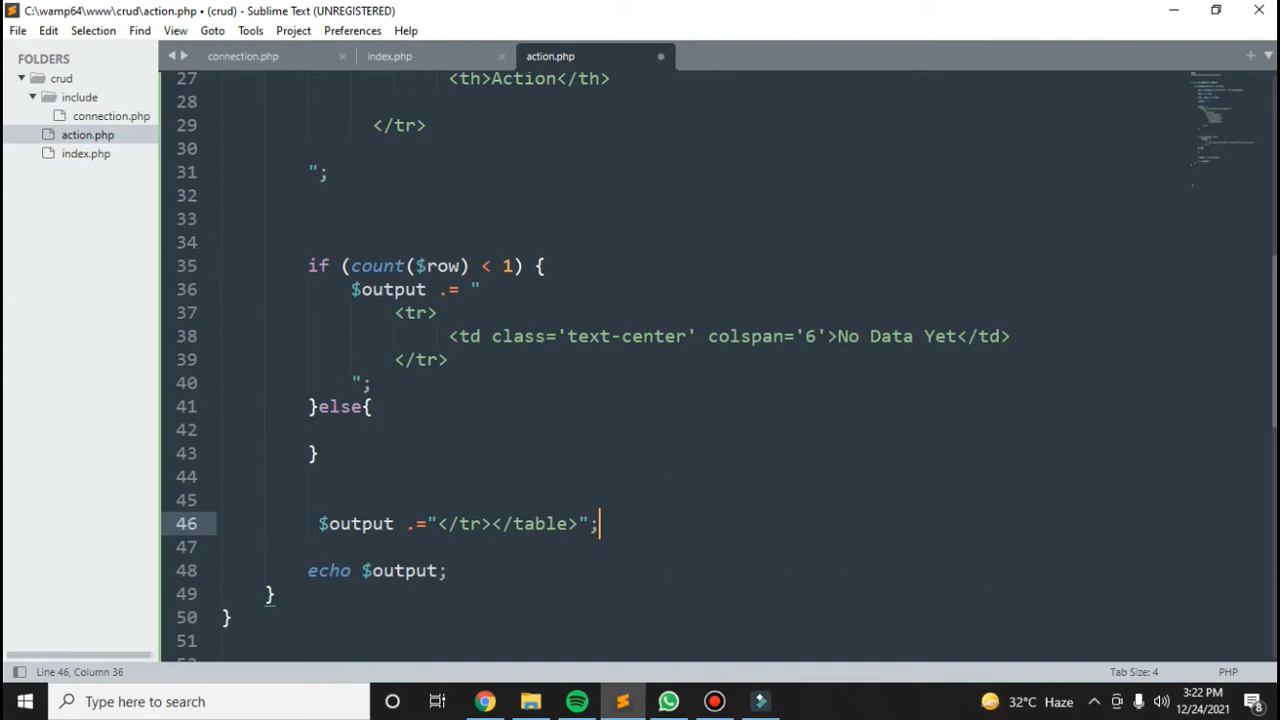 C:\wamp64\www\crud\action.php • (crud) - Sublime Text (UNREGISTERED)
File Edit Selection Find View Goto Tools Project Preferences Help
FOLDERS
crud
include
connection.php
action.php
index.php
connection.php × index.php × action.php
27 <th>Action</th>
28
29 </tr>
30
31 ";
32
33
34
35 if (count($row) < 1) {
36 $output .= "
37 <tr>
38 <td class='text-center' colspan='6'>No Data Yet</td>
39 </tr>
40 ";
41 }else{
42
43 }
44
45
46 $output .="</tr></table>";
47
48 echo $output;
49 }
50 }
51
Line 46, Column 36 Tab Size: 4 PHP
Type here to search
32°C Haze
3:22 PM
12/24/2021
8